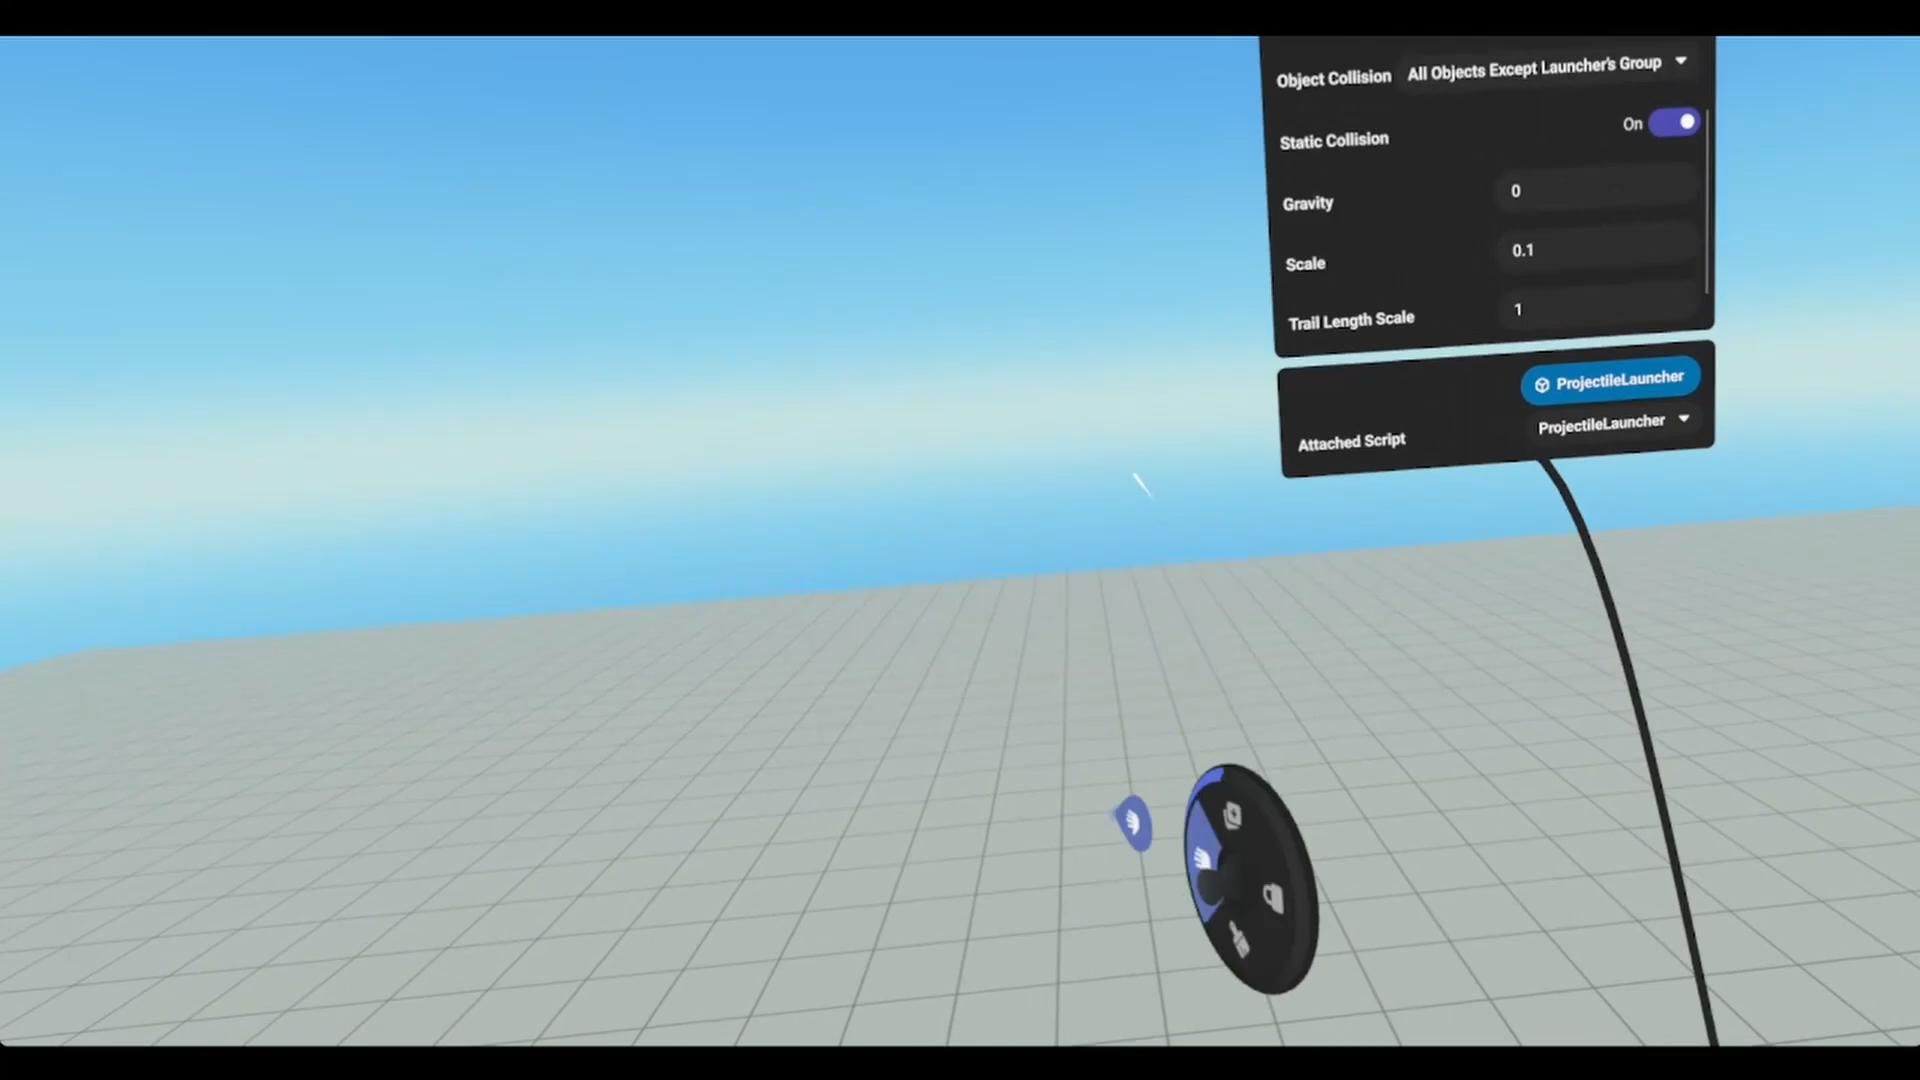 Object Collision All Objects Except Launcher's Group
Static Collision On
Gravity 0
Scale 0.1
Trail Length Scale 1
ProjectileLauncher
Attached Script ProjectileLauncher